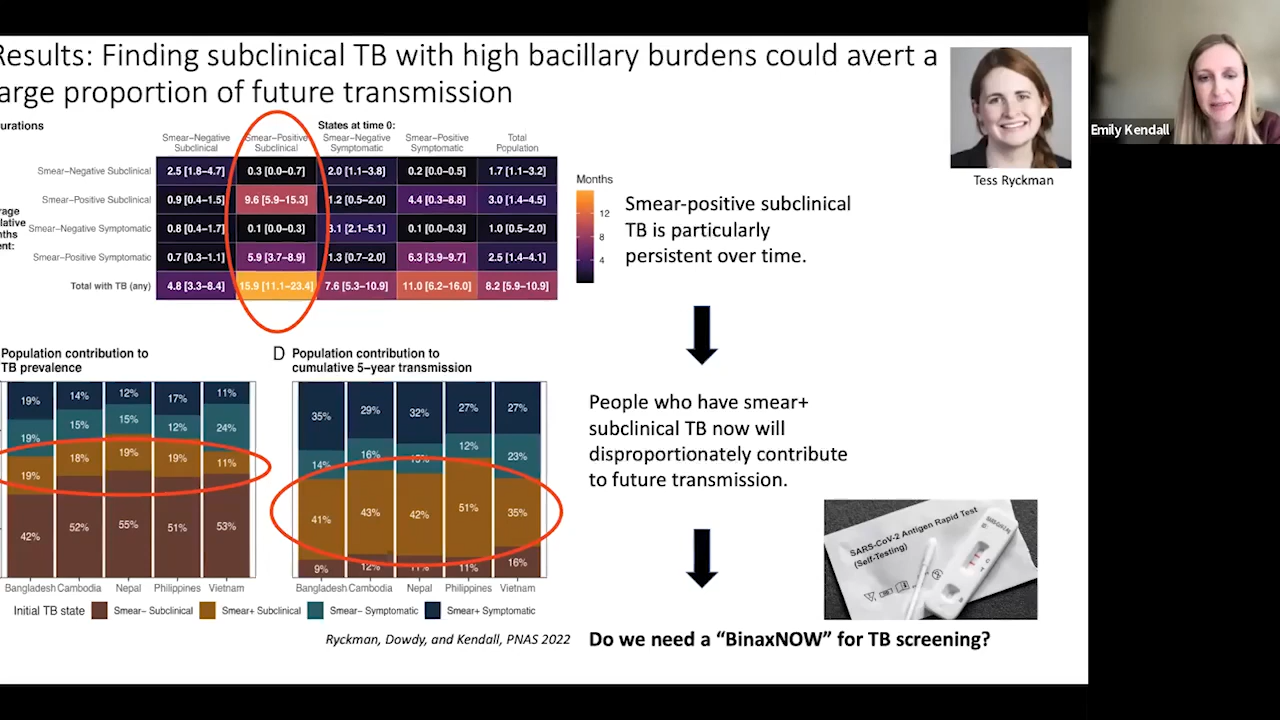 Results: Finding subclinical TB with high bacillary burdens could avert a
arge proportion of future transmission
Emily Kendall
Tess Ryckman
urations
States at time 0:
Smear–Negative Subclinical
Smear–Positive Subclinical
Smear–Negative Symptomatic
Smear–Positive Symptomatic
Total Population
Smear–Negative Subclinical 2.5 [1.8–4.7] 0.3 [0.0–0.7] 2.0 [1.1–3.8] 0.2 [0.0–0.5] 1.7 [1.1–3.2]
Smear–Positive Subclinical 0.9 [0.4–1.5] 9.6 [5.9–15.3] 1.2 [0.5–2.0] 4.4 [0.3–8.8] 3.0 [1.4–4.5]
Smear–Negative Symptomatic 0.8 [0.4–1.7] 0.1 [0.0–0.3] 3.1 [2.1–5.1] 0.1 [0.0–0.3] 1.0 [0.5–2.0]
Smear–Positive Symptomatic 0.7 [0.3–1.1] 5.9 [3.7–8.9] 1.3 [0.7–2.0] 6.3 [3.9–9.7] 2.5 [1.4–4.1]
Total with TB (any) 4.8 [3.3–8.4] 15.9 [11.1–23.4] 7.6 [5.3–10.9] 11.0 [6.2–16.0] 8.2 [5.9–10.9]
rage
lative
nths
ent:
Months
12
8
4
Smear-positive subclinical
TB is particularly
persistent over time.
Population contribution to
TB prevalence
19% 14% 12% 17% 11%
19% 15% 15% 12% 24%
19% 18% 19% 19% 11%
42% 52% 55% 51% 53%
Bangladesh Cambodia Nepal Philippines Vietnam
D Population contribution to
cumulative 5−year transmission
35% 29% 32% 27% 27%
14% 16% 15% 12% 23%
41% 43% 42% 51% 35%
9% 12% 11% 11% 16%
Bangladesh Cambodia Nepal Philippines Vietnam
Initial TB state Smear− Subclinical Smear+ Subclinical Smear− Symptomatic Smear+ Symptomatic
People who have smear+
subclinical TB now will
disproportionately contribute
to future transmission.
SARS-CoV-2 Antigen Rapid Test
(Self-Testing)
Ryckman, Dowdy, and Kendall, PNAS 2022
Do we need a “BinaxNOW” for TB screening?